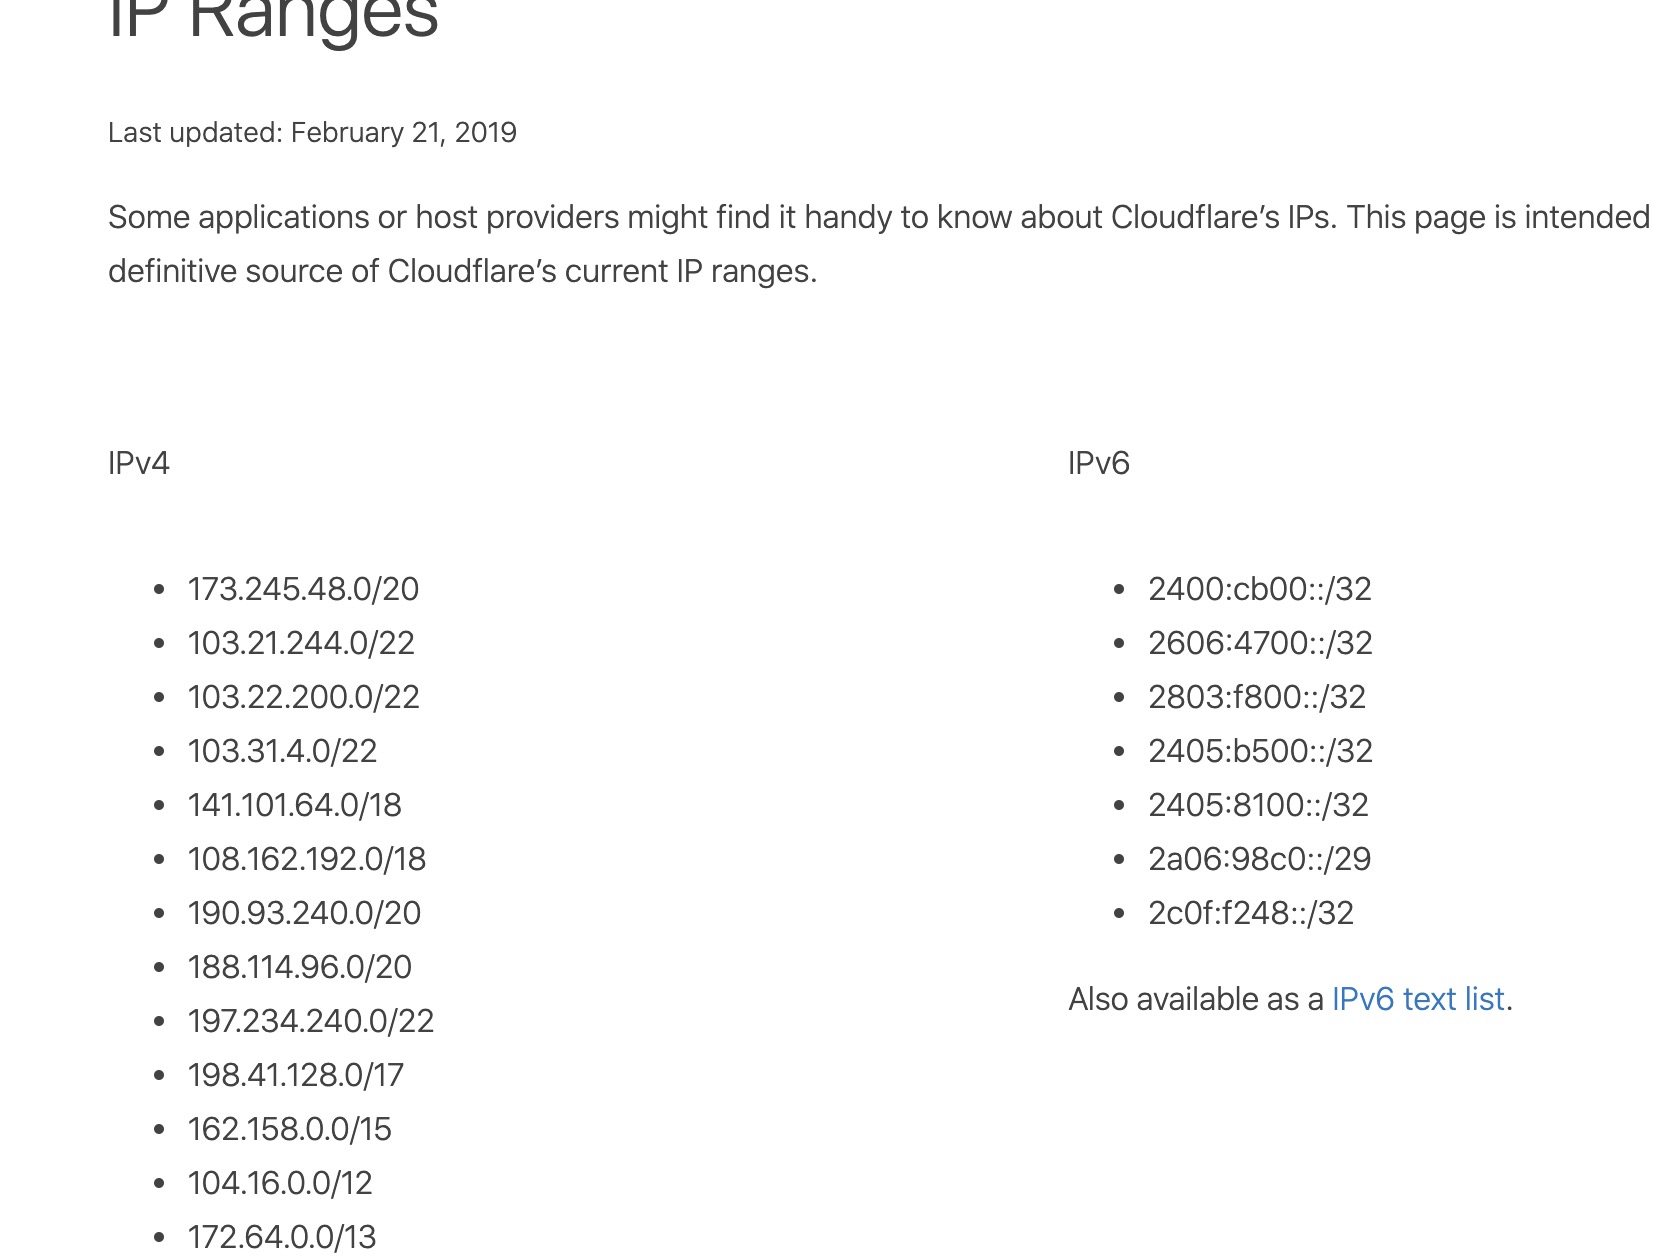 IP Ranges
Last updated: February 21, 2019
Some applications or host providers might find it handy to know about Cloudflare’s IPs. This page is intended
definitive source of Cloudflare’s current IP ranges.
IPv4
173.245.48.0/20
103.21.244.0/22
103.22.200.0/22
103.31.4.0/22
141.101.64.0/18
108.162.192.0/18
190.93.240.0/20
188.114.96.0/20
197.234.240.0/22
198.41.128.0/17
162.158.0.0/15
104.16.0.0/12
172.64.0.0/13
IPv6
2400:cb00::/32
2606:4700::/32
2803:f800::/32
2405:b500::/32
2405:8100::/32
2a06:98c0::/29
2c0f:f248::/32
Also available as a IPv6 text list.